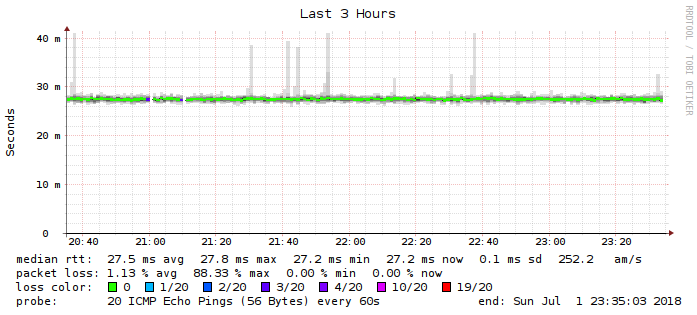 Last 3 Hours
RRDTOOL / TOBI OETIKER
Seconds
40 m
30 m
20 m
10 m
0
20:40 21:00 21:20 21:40 22:00 22:20 22:40 23:00 23:20
median rtt: 27.5 ms avg 27.8 ms max 27.2 ms min 27.2 ms now 0.1 ms sd 252.2 am/s
packet loss: 1.13 % avg 88.33 % max 0.00 % min 0.00 % now
loss color: 0 1/20 2/20 3/20 4/20 10/20 19/20
probe: 20 ICMP Echo Pings (56 Bytes) every 60s end: Sun Jul 1 23:35:03 2018